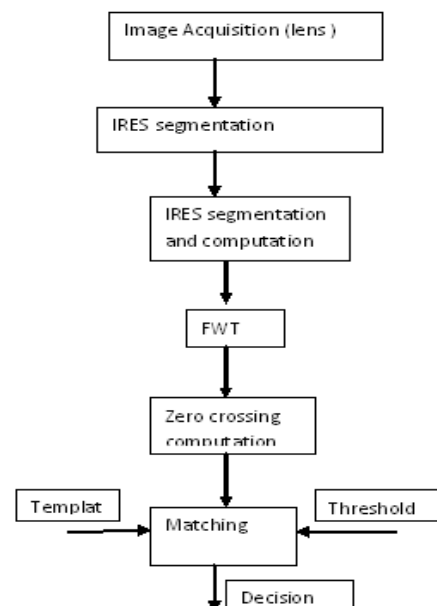 Image Acquisition (lens )
IRES segmentation
IRES segmentation
and computation
FWT
Zero crossing
computation
Templat
Matching
Threshold
Decision